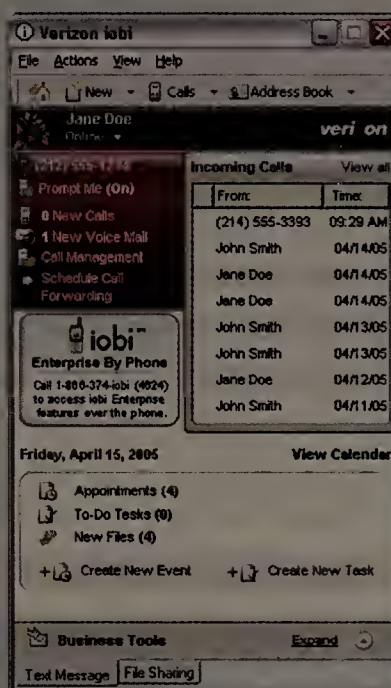 Verizon iobi
File Actions View Help
New Calls Address Book
Jane Doe
Online
veri on
(212) 555-1234
Prompt Me (On)
0 New Calls
1 New Voice Mail
Call Management
Schedule Call
Forwarding
iobi™
Enterprise By Phone
Call 1-866-374-iobi (4624)
to access iobi Enterprise
features over the phone.
Incoming Calls View all
From: Time:
(214) 555-3393 09:29 AM
John Smith 04/14/05
Jane Doe 04/14/05
Jane Doe 04/14/05
John Smith 04/13/05
John Smith 04/13/05
Jane Doe 04/12/05
John Smith 04/11/05
Friday, April 15, 2005 View Calendar
Appointments (4)
To-Do Tasks (0)
New Files (4)
+ Create New Event + Create New Task
Business Tools Expand
Text Message File Sharing